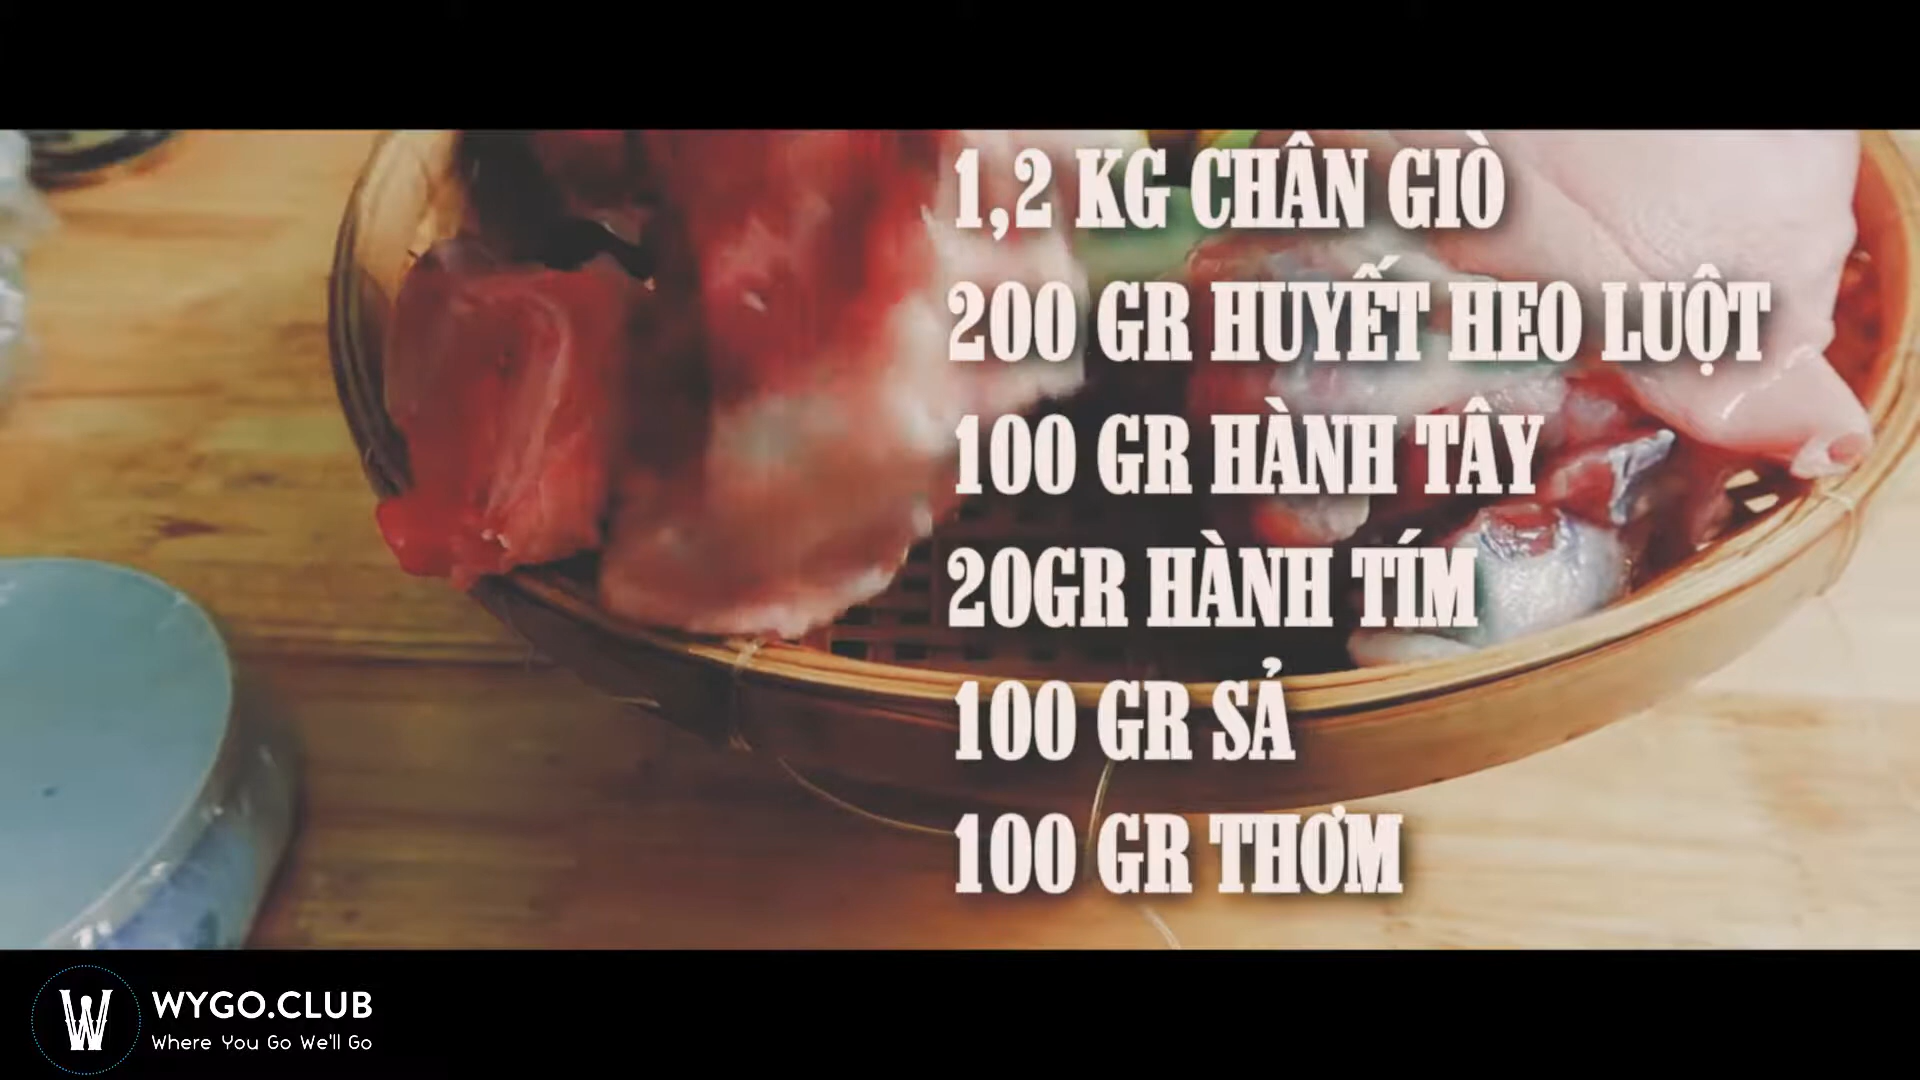 1,2 KG CHÂN GIÒ
200 GR HUYẾT HEO LUỘT
100 GR HÀNH TÂY
20GR HÀNH TÍM
100 GR SẢ
100 GR THƠM
W WYGO.CLUB
Where You Go We'll Go